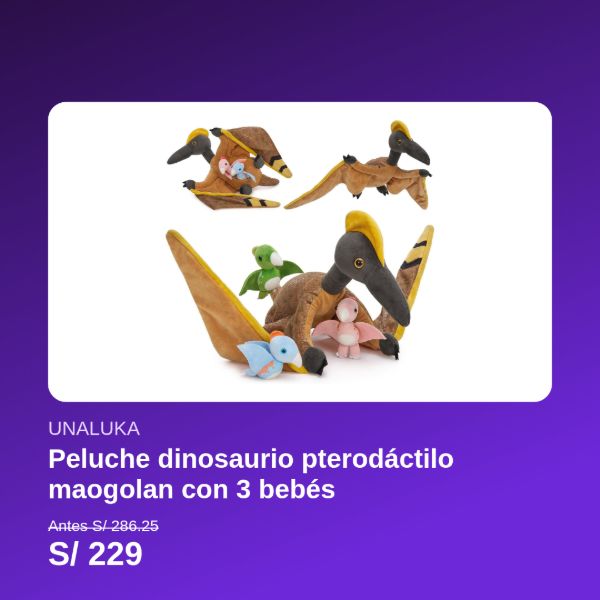 UNALUKA
Peluche dinosaurio pterodáctilo
maogolan con 3 bebés
Antes S/ 286.25
S/ 229